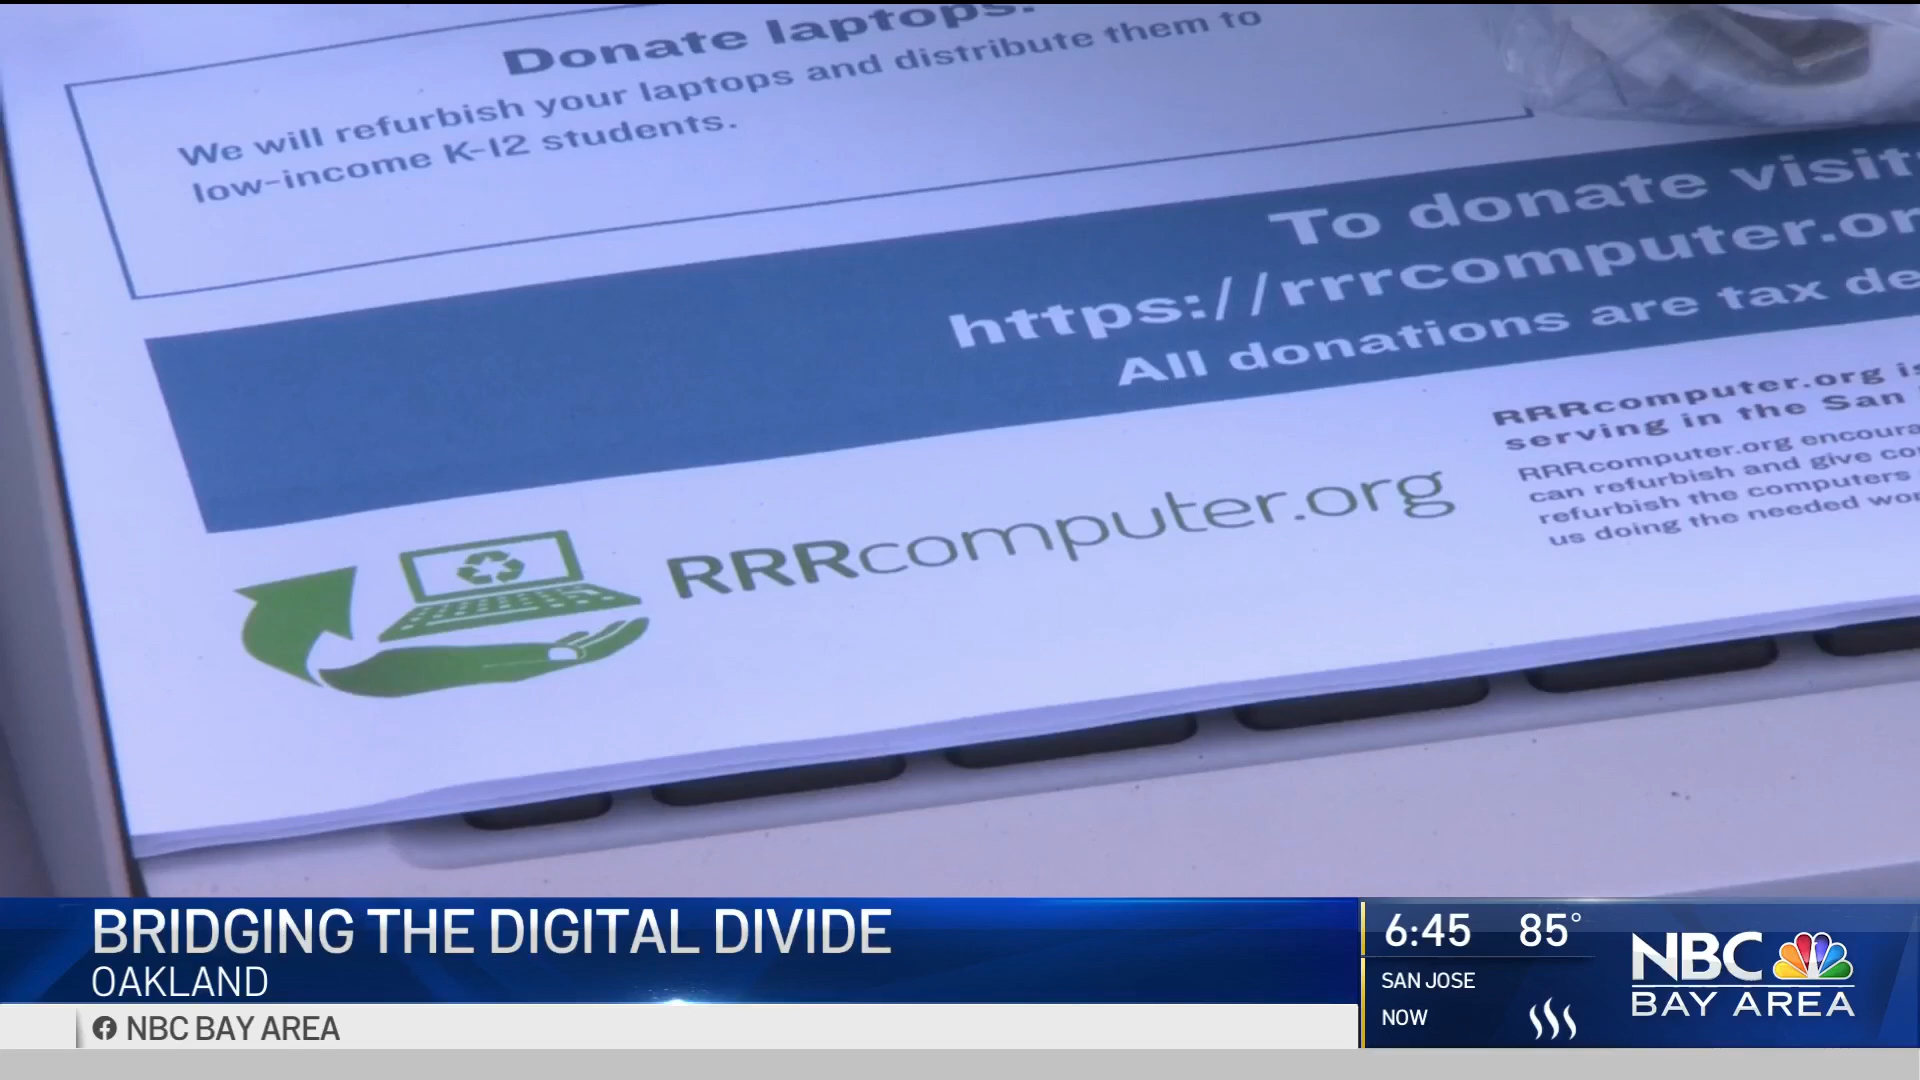 Donate laptops.
We will refurbish your laptops and distribute them to
low-income K-12 students.
To donate visit
https://rrrcomputer.or
All donations are tax de
RRRcomputer.org
RRRcomputer.org is
serving in the San
RRRcomputer.org encoura
can refurbish and give co
refurbish the computers
us doing the needed wor
BRIDGING THE DIGITAL DIVIDE
OAKLAND
NBC BAY AREA
6:45 85°
SAN JOSE
NOW
NBC
BAY AREA